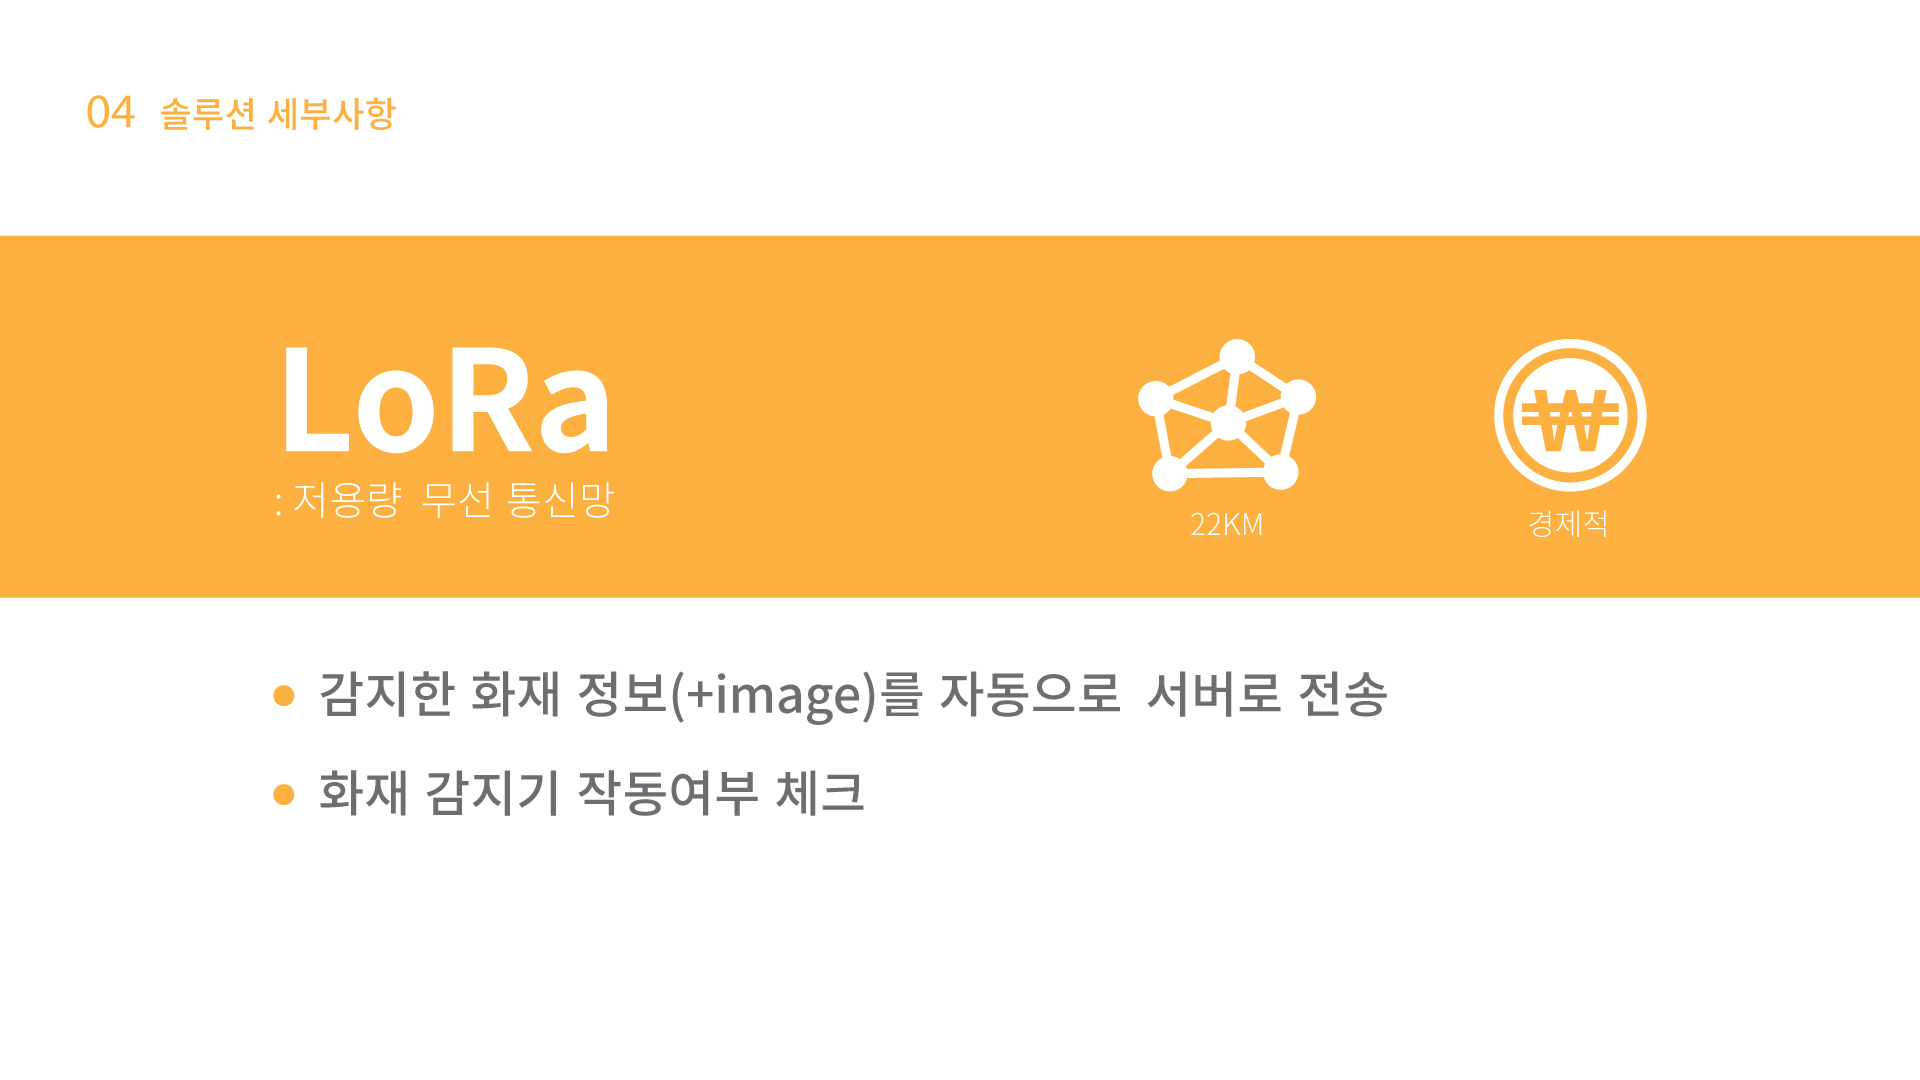 04 솔루션 세부사항
LoRa
: 저용량 무선 통신망
22KM
경제적
₩
• 감지한 화재 정보(+image)를 자동으로 서버로 전송
• 화재 감지기 작동여부 체크